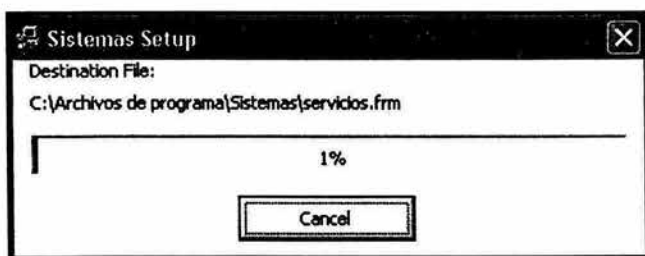 Sistemas Setup
Destination File:
C:\Archivos de programa\Sistemas\servicios.frm
1%
Cancel